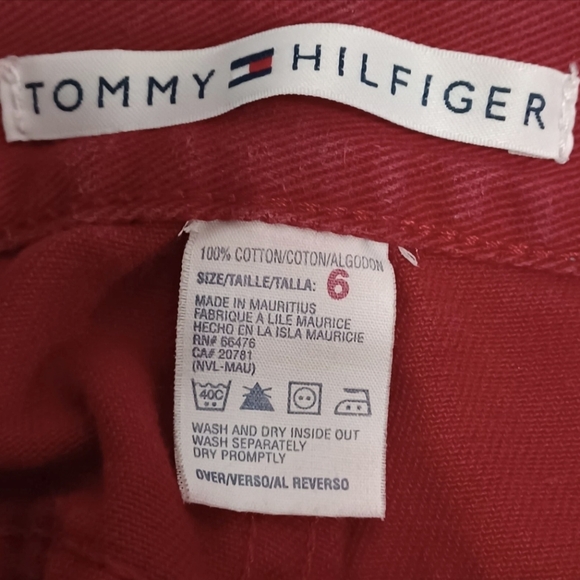 TOMMY HILFIGER
100% COTTON/COTON/ALGODON
SIZE/TAILLE/TALLA: 6
MADE IN MAURITIUS
FABRIQUE A LILE MAURICE
HECHO EN LA ISLA MAURICIE
RN# 66476
CA# 20781
(NVL-MAU)
40C
WASH AND DRY INSIDE OUT
WASH SEPARATELY
DRY PROMPTLY
OVER/VERSO/AL REVERSO